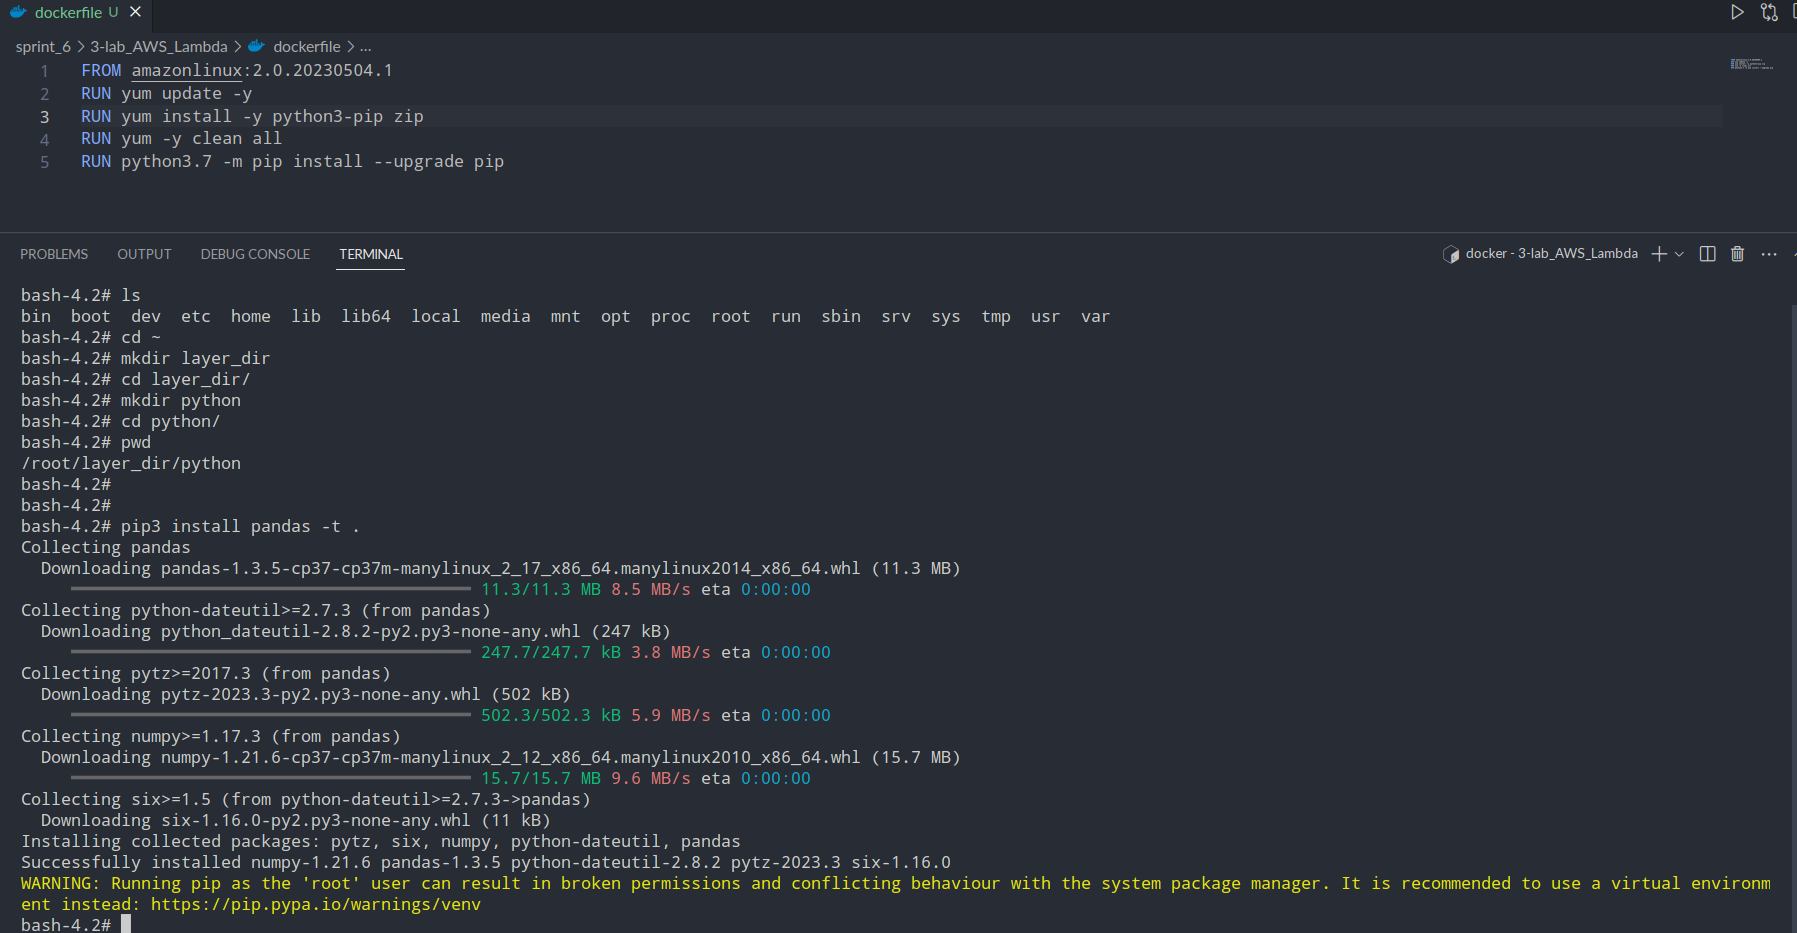 dockerfile U
sprint_6 > 3-lab_AWS_Lambda > dockerfile > ...
1 FROM amazonlinux:2.0.20230504.1
2 RUN yum update -y
3 RUN yum install -y python3-pip zip
4 RUN yum -y clean all
5 RUN python3.7 -m pip install --upgrade pip
PROBLEMS OUTPUT DEBUG CONSOLE TERMINAL docker - 3-lab_AWS_Lambda
bash-4.2# ls
bin boot dev etc home lib lib64 local media mnt opt proc root run sbin srv sys tmp usr var
bash-4.2# cd ~
bash-4.2# mkdir layer_dir
bash-4.2# cd layer_dir/
bash-4.2# mkdir python
bash-4.2# cd python/
bash-4.2# pwd
/root/layer_dir/python
bash-4.2#
bash-4.2#
bash-4.2# pip3 install pandas -t .
Collecting pandas
Downloading pandas-1.3.5-cp37-cp37m-manylinux_2_17_x86_64.manylinux2014_x86_64.whl (11.3 MB)
11.3/11.3 MB 8.5 MB/s eta 0:00:00
Collecting python-dateutil>=2.7.3 (from pandas)
Downloading python_dateutil-2.8.2-py2.py3-none-any.whl (247 kB)
247.7/247.7 kB 3.8 MB/s eta 0:00:00
Collecting pytz>=2017.3 (from pandas)
Downloading pytz-2023.3-py2.py3-none-any.whl (502 kB)
502.3/502.3 kB 5.9 MB/s eta 0:00:00
Collecting numpy>=1.17.3 (from pandas)
Downloading numpy-1.21.6-cp37-cp37m-manylinux_2_12_x86_64.manylinux2010_x86_64.whl (15.7 MB)
15.7/15.7 MB 9.6 MB/s eta 0:00:00
Collecting six>=1.5 (from python-dateutil>=2.7.3->pandas)
Downloading six-1.16.0-py2.py3-none-any.whl (11 kB)
Installing collected packages: pytz, six, numpy, python-dateutil, pandas
Successfully installed numpy-1.21.6 pandas-1.3.5 python-dateutil-2.8.2 pytz-2023.3 six-1.16.0
WARNING: Running pip as the 'root' user can result in broken permissions and conflicting behaviour with the system package manager. It is recommended to use a virtual environm
ent instead: https://pip.pypa.io/warnings/venv
bash-4.2#